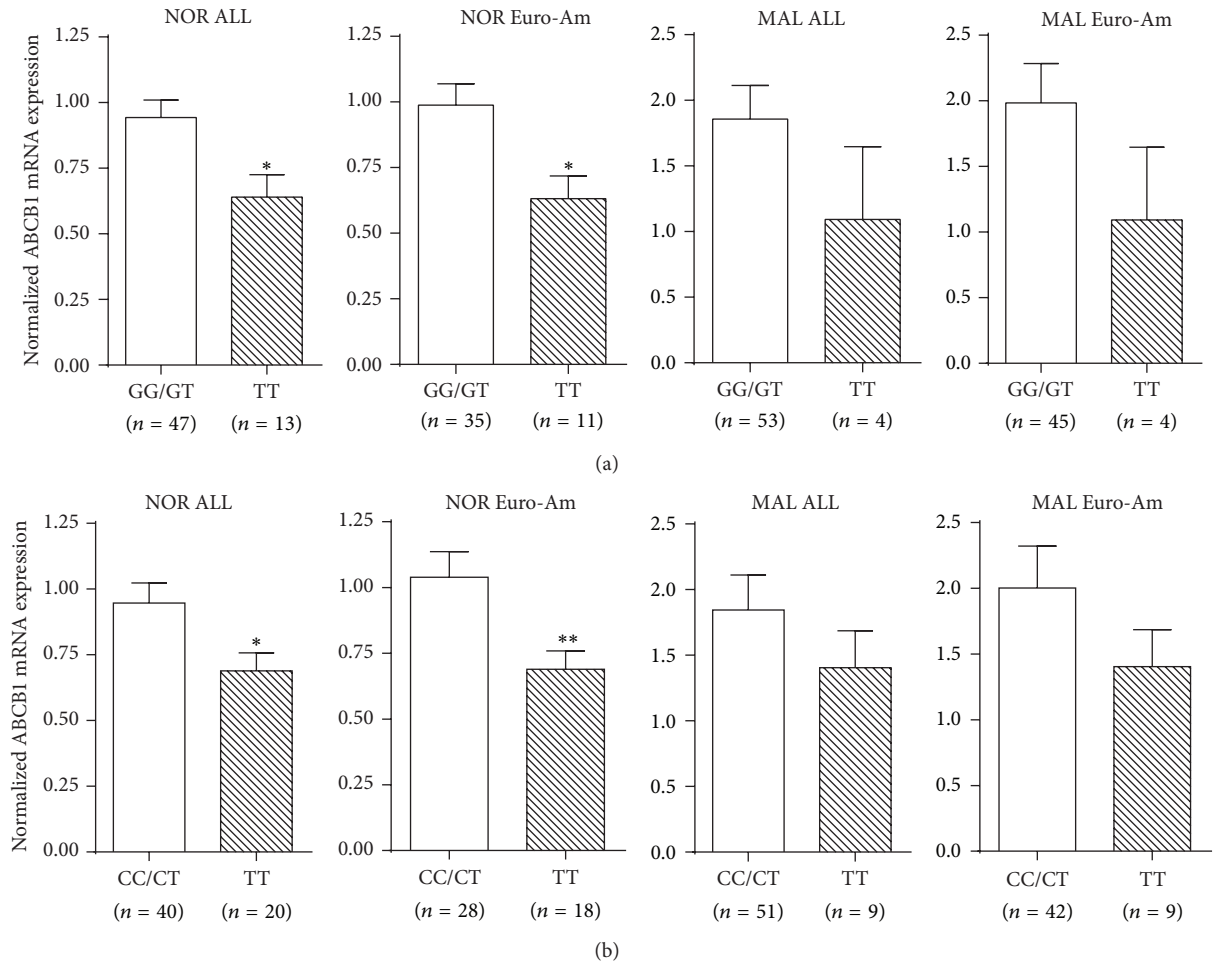 NOR ALL
NOR Euro-Am
MAL ALL
MAL Euro-Am
Normalized ABCB1 mRNA expression
1.25
1.00
0.75
0.50
0.25
0.00
*
GG/GT
TT
(n = 47)
(n = 13)
1.25
1.00
0.75
0.50
0.25
0.00
*
GG/GT
TT
(n = 35)
(n = 11)
2.5
2.0
1.5
1.0
0.5
0.0
GG/GT
TT
(n = 53)
(n = 4)
2.5
2.0
1.5
1.0
0.5
0.0
GG/GT
TT
(n = 45)
(n = 4)
(a)
NOR ALL
NOR Euro-Am
MAL ALL
MAL Euro-Am
Normalized ABCB1 mRNA expression
1.25
1.00
0.75
0.50
0.25
0.00
*
CC/CT
TT
(n = 40)
(n = 20)
1.25
1.00
0.75
0.50
0.25
0.00
**
CC/CT
TT
(n = 28)
(n = 18)
2.5
2.0
1.5
1.0
0.5
0.0
CC/CT
TT
(n = 51)
(n = 9)
2.5
2.0
1.5
1.0
0.5
0.0
CC/CT
TT
(n = 42)
(n = 9)
(b)